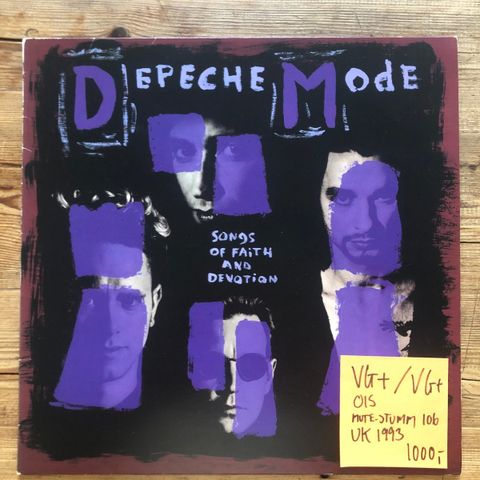 DEPECHE MODE
SONGS
OF FAiTH
AND
DEVOTiON
VG+ / VG+
OIS
MUTE-STUMM 106
UK 1993
1000,-